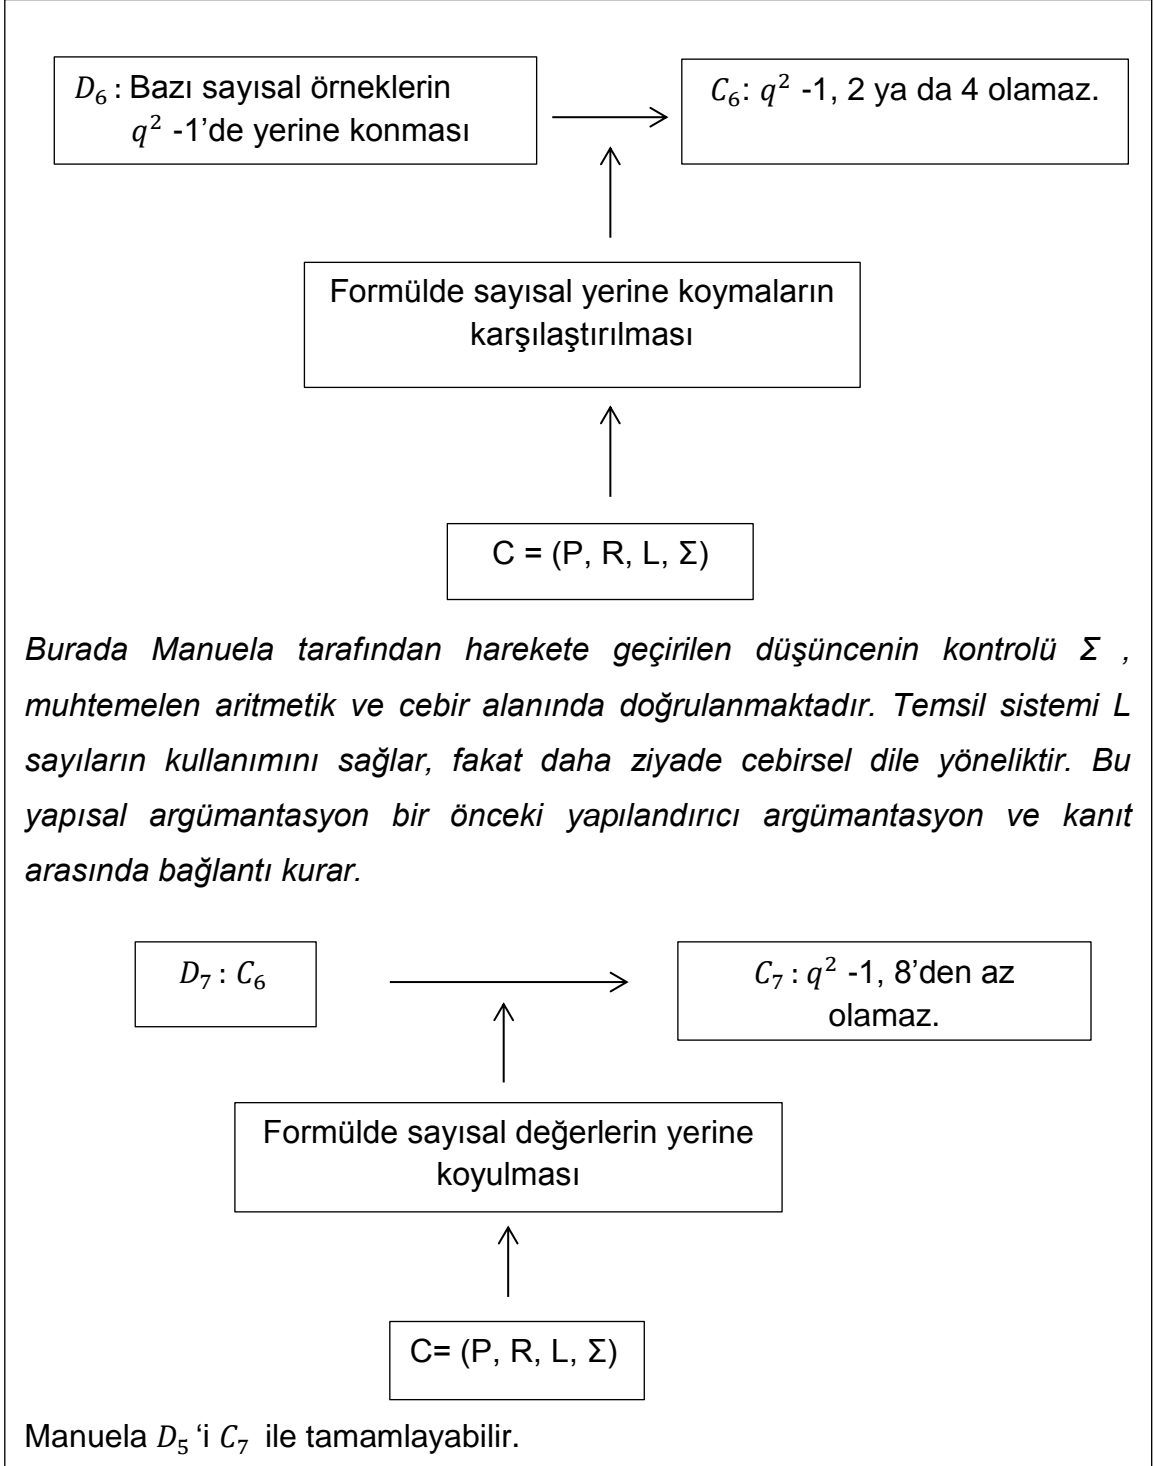 D₆ : Bazı sayısal örneklerin
q² -1’de yerine konması
C₆: q² -1, 2 ya da 4 olamaz.
Formülde sayısal yerine koymaların
karşılaştırılması
C = (P, R, L, Σ)
Burada Manuela tarafından harekete geçirilen düşüncenin kontrolü Σ ,
muhtemelen aritmetik ve cebir alanında doğrulanmaktadır. Temsil sistemi L
sayıların kullanımını sağlar, fakat daha ziyade cebirsel dile yöneliktir. Bu
yapısal argümantasyon bir önceki yapılandırıcı argümantasyon ve kanıt
arasında bağlantı kurar.
D₇ : C₆
C₇ : q² -1, 8’den az
olamaz.
Formülde sayısal değerlerin yerine
koyulması
C= (P, R, L, Σ)
Manuela D₅ ‘i C₇ ile tamamlayabilir.